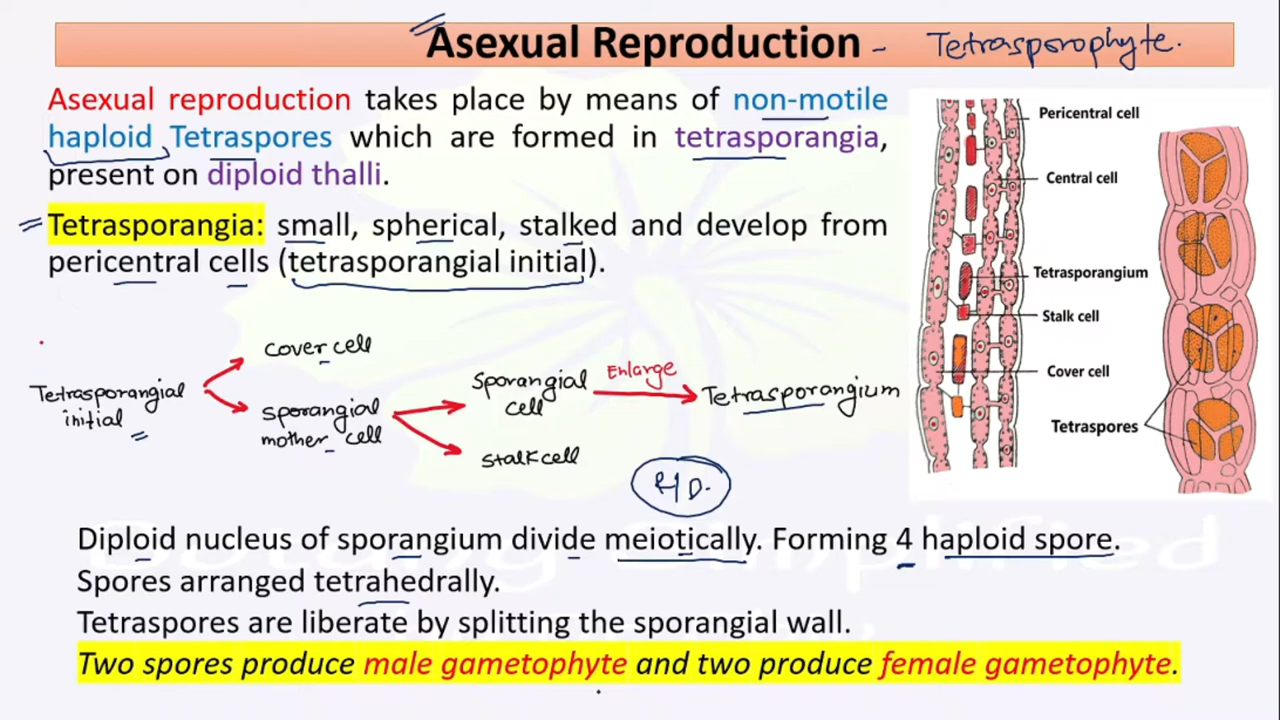 Asexual Reproduction - Tetrasporophyte.
Asexual reproduction takes place by means of non-motile
haploid Tetraspores which are formed in tetrasporangia,
present on diploid thalli.
Tetrasporangia: small, spherical, stalked and develop from
pericentral cells (tetrasporangial initial).
Pericentral cell
Central cell
Tetrasporangium
Stalk cell
Cover cell
Tetraspores
Tetrasporangial
initial
Cover cell
Sporangial
mother cell
Sporangial
cell
Stalk cell
Enlarge
Tetrasporangium
R/D.
Diploid nucleus of sporangium divide meiotically. Forming 4 haploid spore.
Spores arranged tetrahedrally.
Tetraspores are liberate by splitting the sporangial wall.
Two spores produce male gametophyte and two produce female gametophyte.